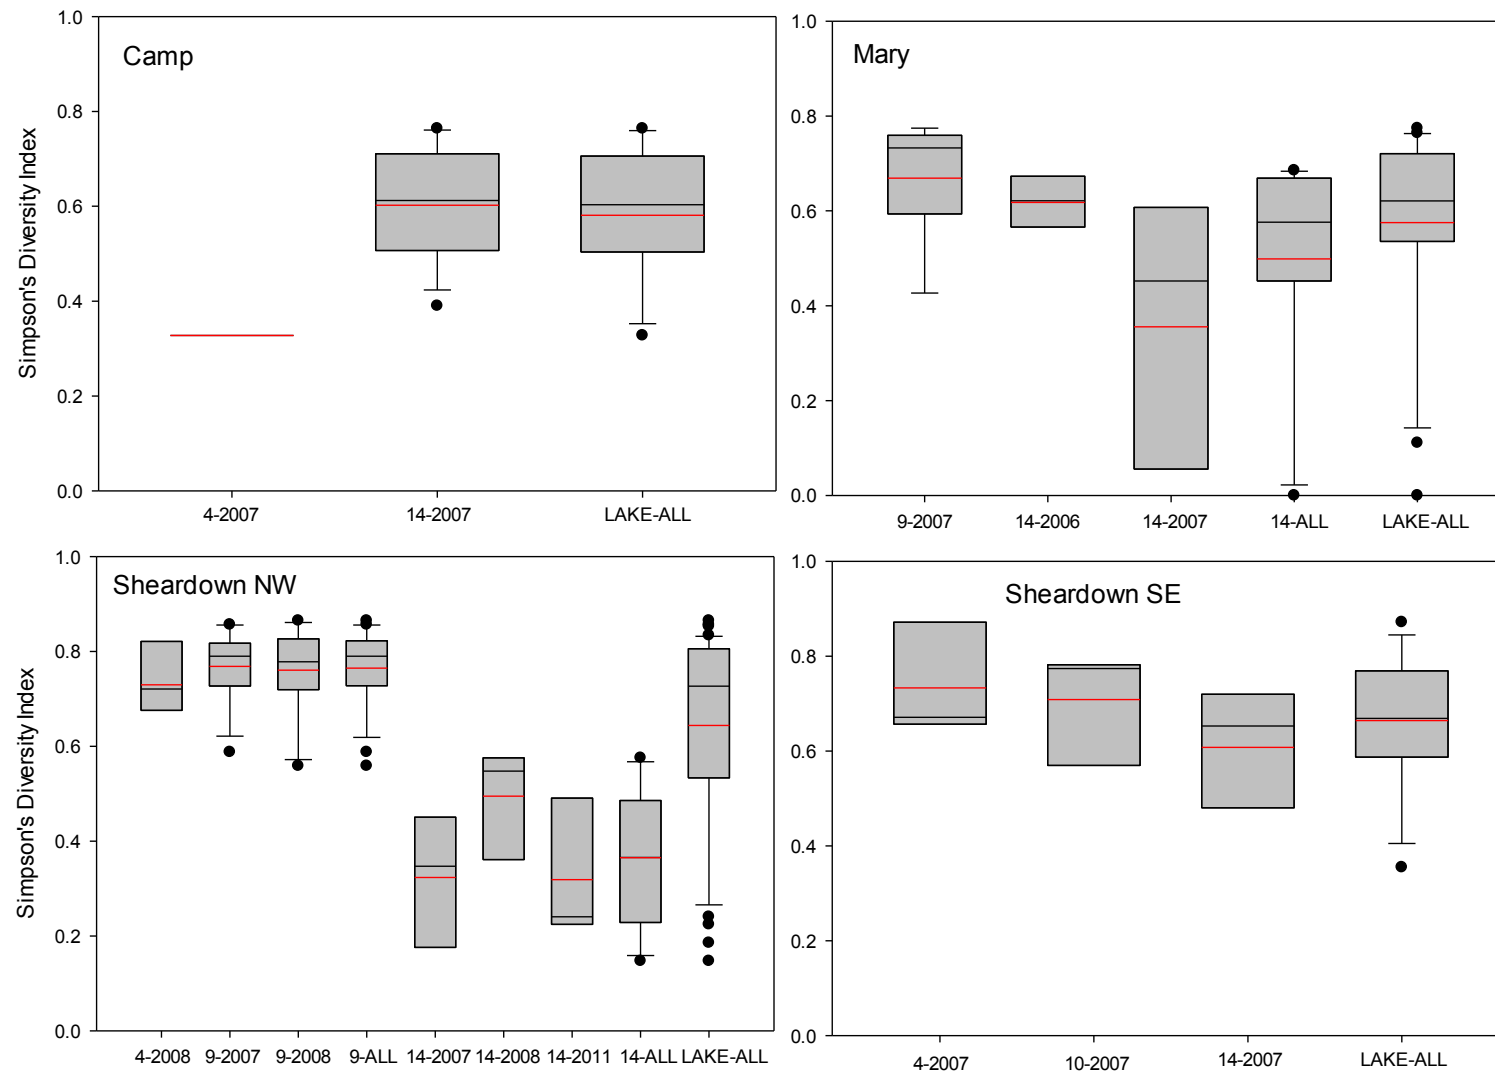 Camp
Simpson's Diversity Index
1.0
0.8
0.6
0.4
0.2
0.0
4-2007 14-2007 LAKE-ALL
Mary
1.0
0.8
0.6
0.4
0.2
0.0
9-2007 14-2006 14-2007 14-ALL LAKE-ALL
Sheardown NW
Simpson's Diversity Index
1.0
0.8
0.6
0.4
0.2
0.0
4-2008 9-2007 9-2008 9-ALL 14-2007 14-2008 14-2011 14-ALL LAKE-ALL
Sheardown SE
1.0
0.8
0.6
0.4
0.2
0.0
4-2007 10-2007 14-2007 LAKE-ALL